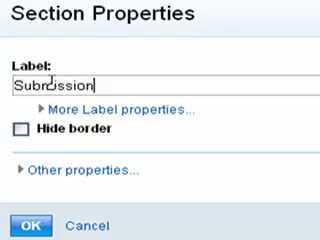 Section Properties
Label:
Submission
More Label properties...
Hide border
Other properties...
OK Cancel